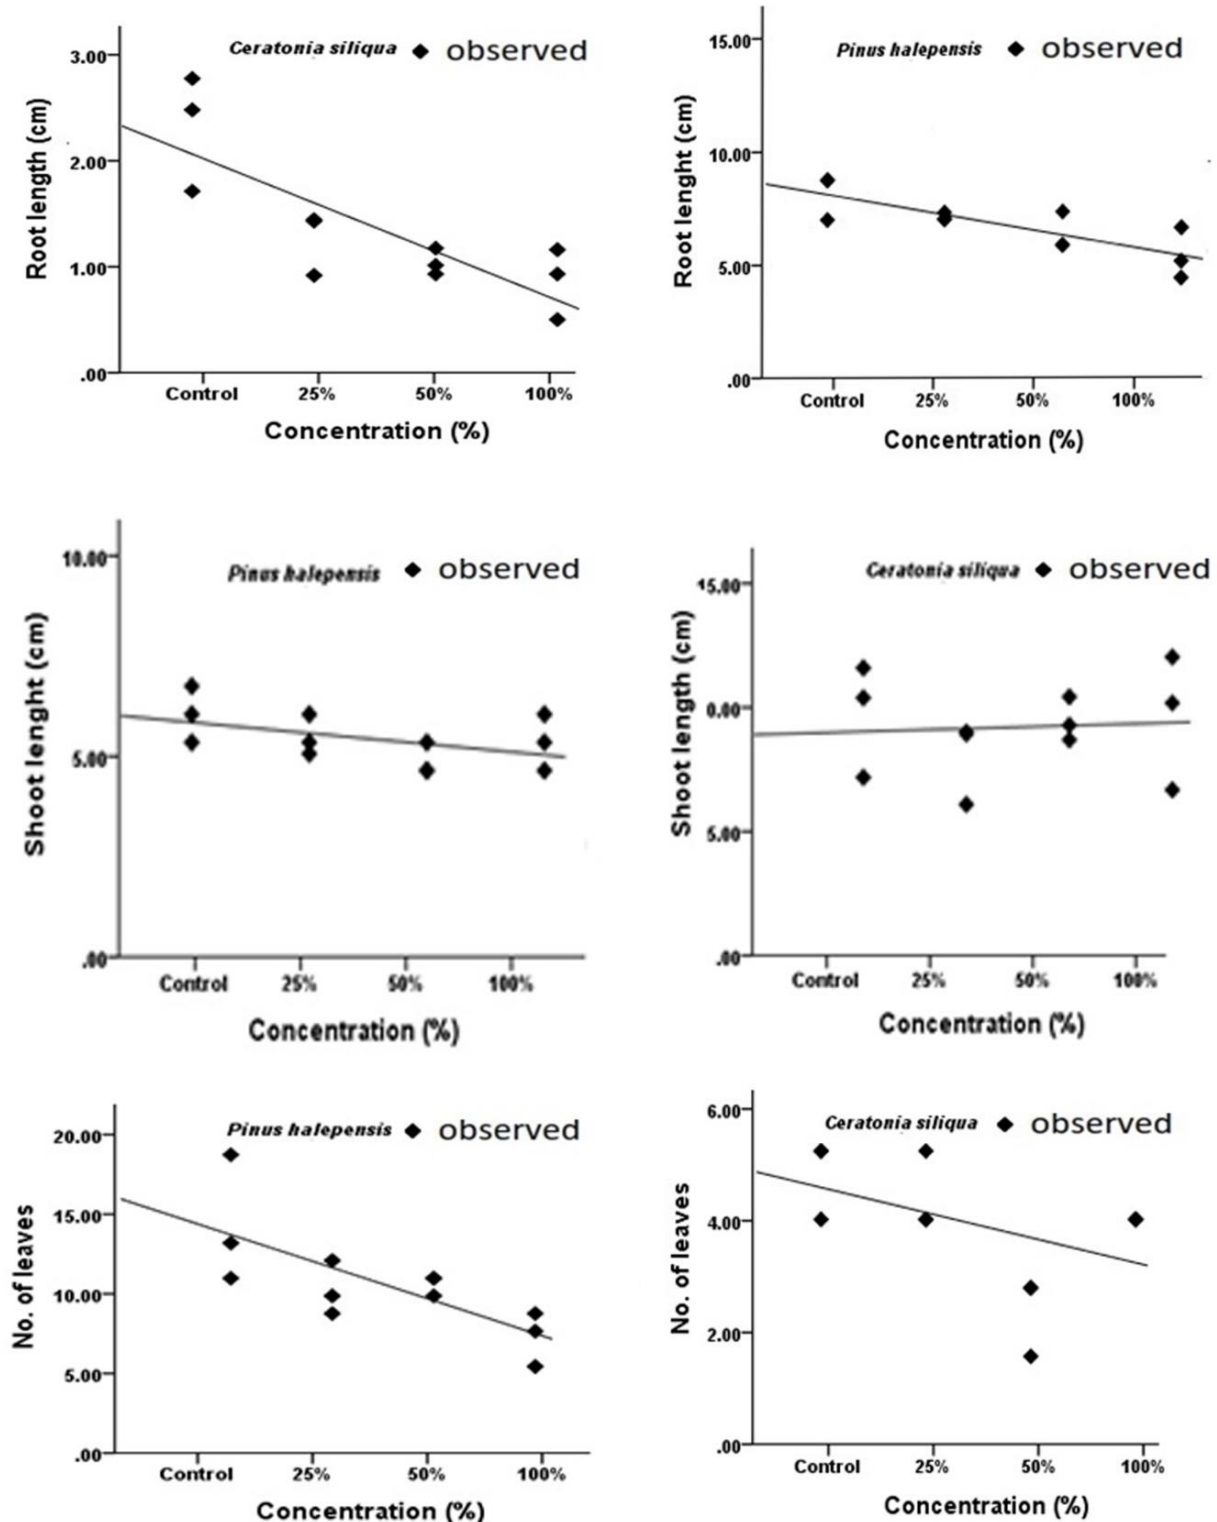 Ceratonia siliqua ◆ observed
Root length (cm)
3.00
2.00
1.00
.00
Control 25% 50% 100%
Concentration (%)
Pinus halepensis ◆ observed
Root lenght (cm)
15.00
10.00
5.00
.00
Control 25% 50% 100%
Concentration (%)
Pinus halepensis ◆ observed
Shoot lenght (cm)
10.00
5.00
.00
Control 25% 50% 100%
Concentration (%)
Ceratonia siliqua ◆ observed
Shoot length (cm)
15.00
0.00
5.00
.00
Control 25% 50% 100%
Concentration (%)
Pinus halepensis ◆ observed
No. of leaves
20.00
15.00
10.00
5.00
.00
Control 25% 50% 100%
Concentration (%)
Ceratonia siliqua ◆ observed
No. of leaves
6.00
4.00
2.00
.00
Control 25% 50% 100%
Concentration (%)